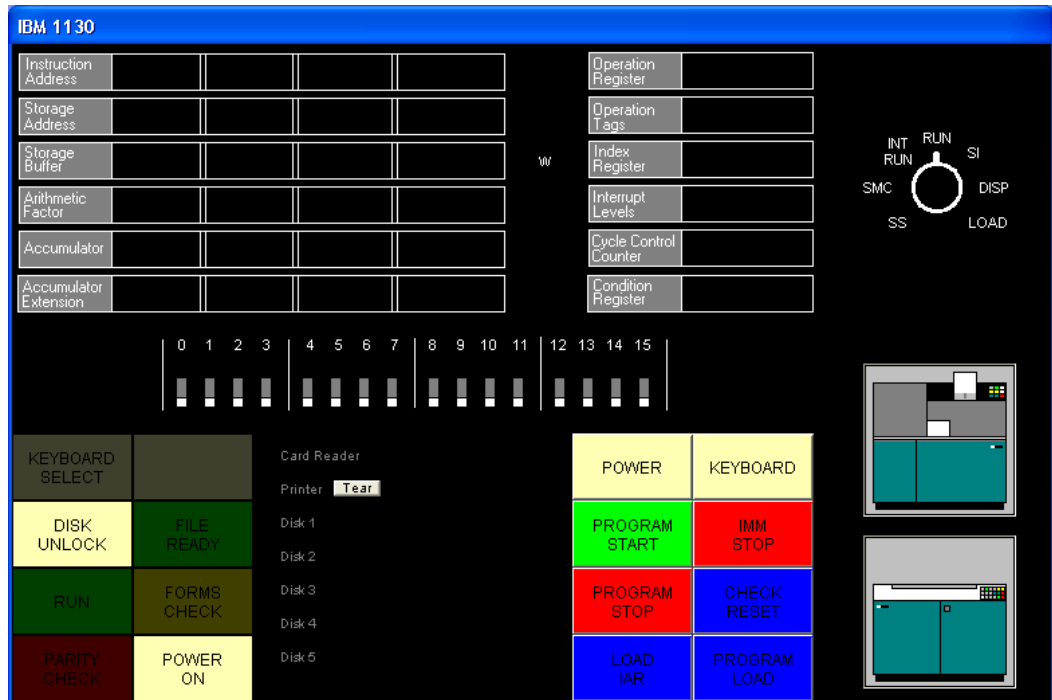 IBM 1130
Instruction
Address
Operation
Register
Storage
Address
Operation
Tags
Storage
Buffer
W
Index
Register
Arithmetic
Factor
Interrupt
Levels
Accumulator
Cycle Control
Counter
Accumulator
Extension
Condition
Register
INT
RUN
RUN
SI
SMC
DISP
SS
LOAD
0 1 2 3 4 5 6 7 8 9 10 11 12 13 14 15
KEYBOARD
SELECT
DISK
UNLOCK
FILE
READY
RUN
FORMS
CHECK
PARITY
CHECK
POWER
ON
Card Reader
Printer Tear
Disk 1
Disk 2
Disk 3
Disk 4
Disk 5
POWER
KEYBOARD
PROGRAM
START
IMM
STOP
PROGRAM
STOP
CHECK
RESET
LOAD
IAR
PROGRAM
LOAD